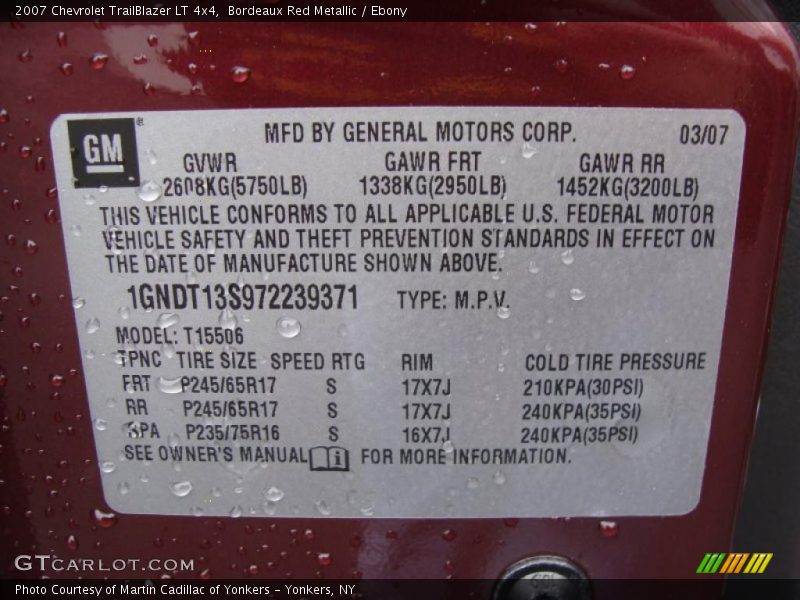 2007 Chevrolet TrailBlazer LT 4x4, Bordeaux Red Metallic / Ebony
GM ® MFD BY GENERAL MOTORS CORP. 03/07
GVWR GAWR FRT GAWR RR
2608KG(5750LB) 1338KG(2950LB) 1452KG(3200LB)
THIS VEHICLE CONFORMS TO ALL APPLICABLE U.S. FEDERAL MOTOR
VEHICLE SAFETY AND THEFT PREVENTION STANDARDS IN EFFECT ON
THE DATE OF MANUFACTURE SHOWN ABOVE.
1GNDT13S972239371 TYPE: M.P.V.
MODEL: T15506
TPNC TIRE SIZE SPEED RTG RIM COLD TIRE PRESSURE
FRT P245/65R17 S 17X7J 210KPA(30PSI)
RR P245/65R17 S 17X7J 240KPA(35PSI)
SPA P235/75R16 S 16X7J 240KPA(35PSI)
SEE OWNER'S MANUAL i FOR MORE INFORMATION.
GTCARLOT.COM
Photo Courtesy of Martin Cadillac of Yonkers - Yonkers, NY